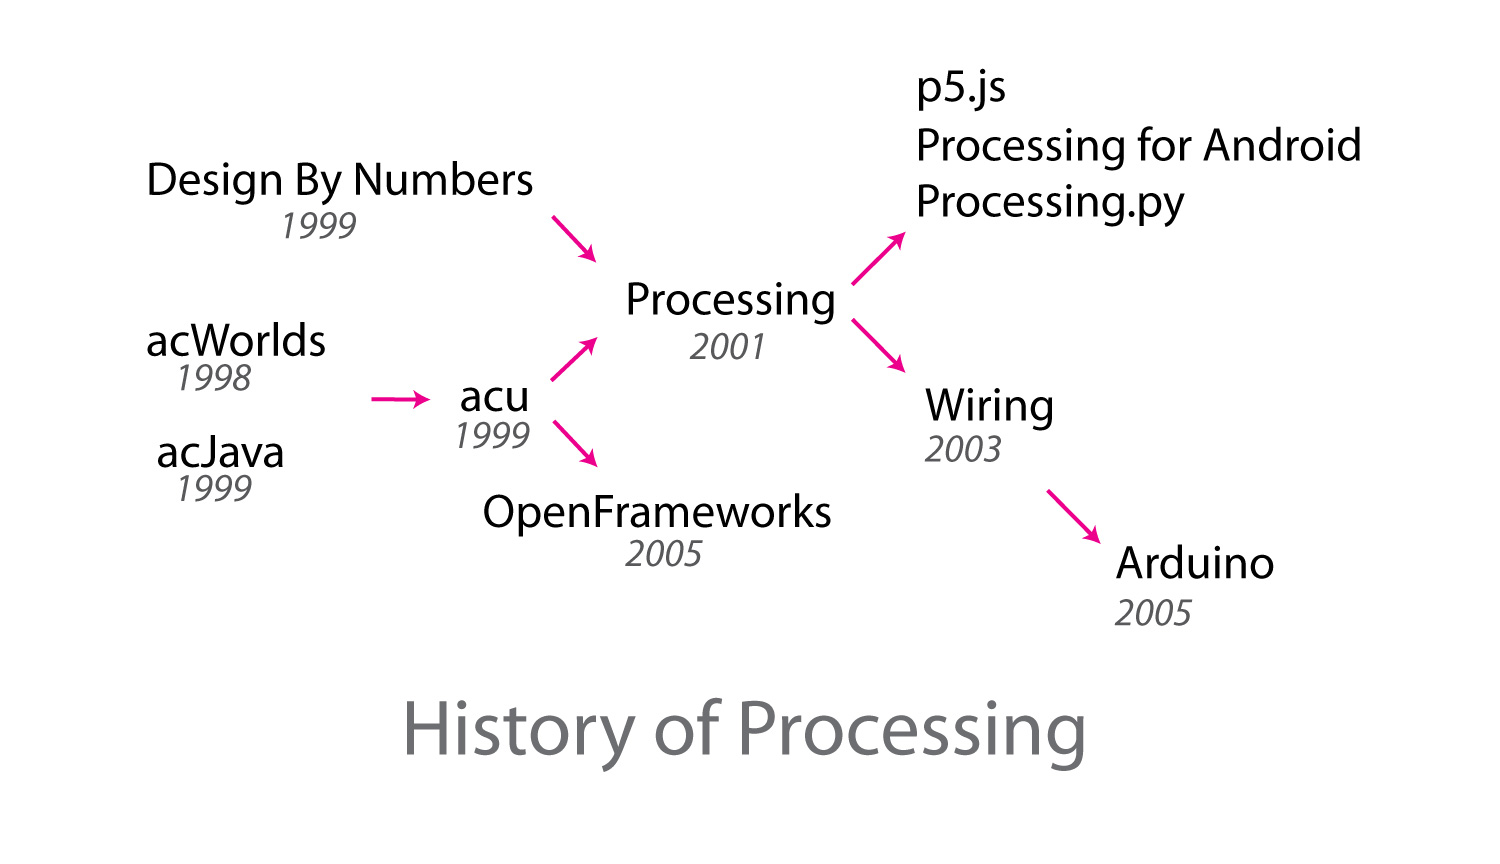 p5.js
Processing for Android
Processing.py
Design By Numbers
1999
Processing
2001
acWorlds
1998
acu
1999
acJava
1999
Wiring
2003
OpenFrameworks
2005
Arduino
2005
History of Processing